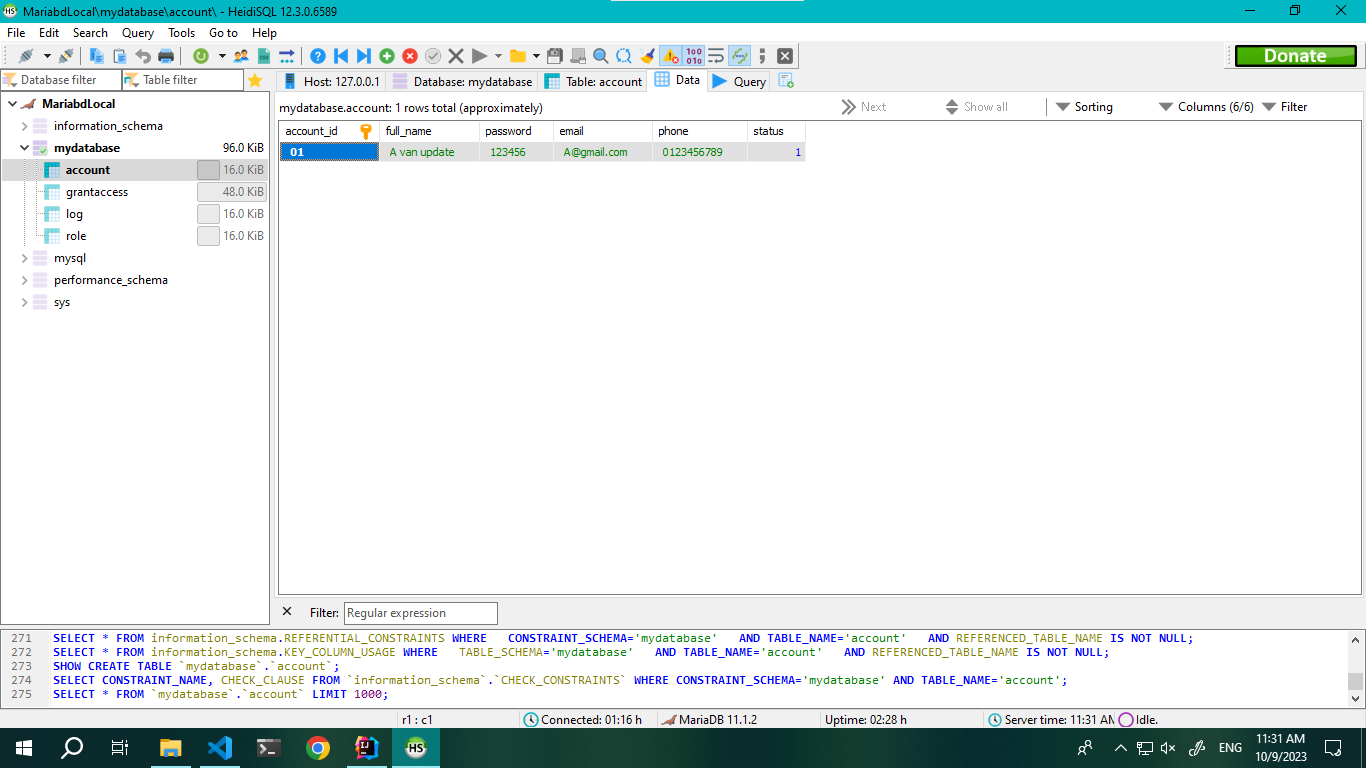 HS MariabdLocal\mydatabase\account\ - HeidiSQL 12.3.0.6589
File Edit Search Query Tools Go to Help
Donate
Database filter Table filter
Host: 127.0.0.1 Database: mydatabase Table: account Data Query
MariabdLocal
information_schema
mydatabase 96.0 KiB
account 16.0 KiB
grantaccess 48.0 KiB
log 16.0 KiB
role 16.0 KiB
mysql
performance_schema
sys
mydatabase.account: 1 rows total (approximately) Next Show all Sorting Columns (6/6) Filter
account_id full_name password email phone status
01 A van update 123456 A@gmail.com 0123456789 1
Filter: Regular expression
271 SELECT * FROM information_schema.REFERENTIAL_CONSTRAINTS WHERE CONSTRAINT_SCHEMA='mydatabase' AND TABLE_NAME='account' AND REFERENCED_TABLE_NAME IS NOT NULL;
272 SELECT * FROM information_schema.KEY_COLUMN_USAGE WHERE TABLE_SCHEMA='mydatabase' AND TABLE_NAME='account' AND REFERENCED_TABLE_NAME IS NOT NULL;
273 SHOW CREATE TABLE `mydatabase`.`account`;
274 SELECT CONSTRAINT_NAME, CHECK_CLAUSE FROM `information_schema`.`CHECK_CONSTRAINTS` WHERE CONSTRAINT_SCHEMA='mydatabase' AND TABLE_NAME='account';
275 SELECT * FROM `mydatabase`.`account` LIMIT 1000;
r1 : c1 Connected: 01:16 h MariaDB 11.1.2 Uptime: 02:28 h Server time: 11:31 AM Idle.
IJ HS ENG 11:31 AM
10/9/2023